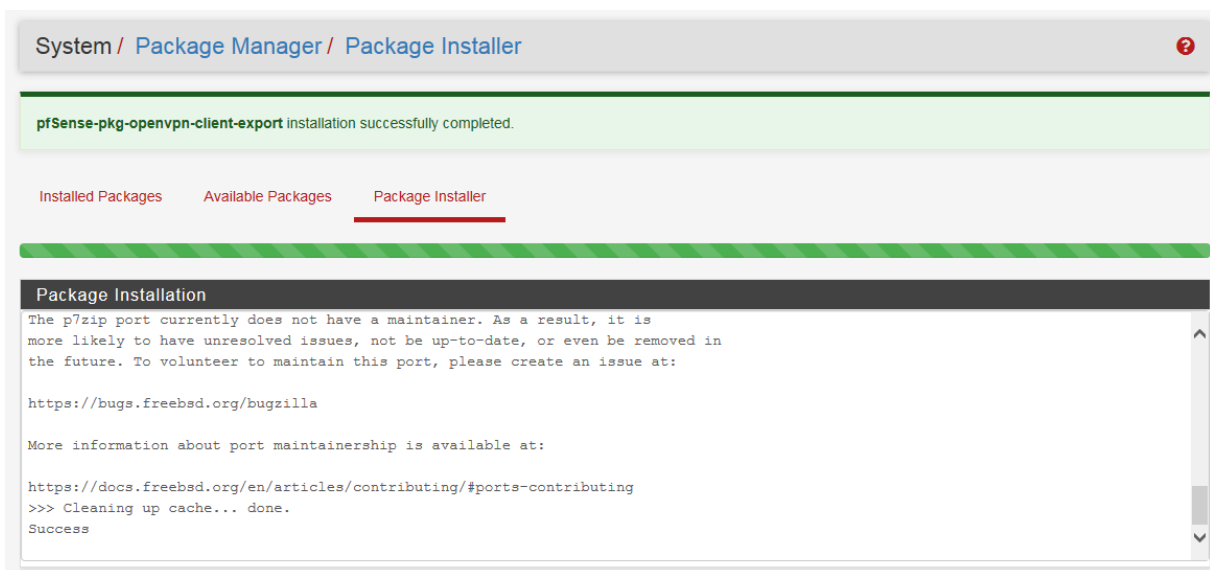 System / Package Manager / Package Installer
pfSense-pkg-openvpn-client-export installation successfully completed.
Installed Packages Available Packages Package Installer
Package Installation
The p7zip port currently does not have a maintainer. As a result, it is
more likely to have unresolved issues, not be up-to-date, or even be removed in
the future. To volunteer to maintain this port, please create an issue at:
https://bugs.freebsd.org/bugzilla
More information about port maintainership is available at:
https://docs.freebsd.org/en/articles/contributing/#ports-contributing
>>> Cleaning up cache... done.
Success